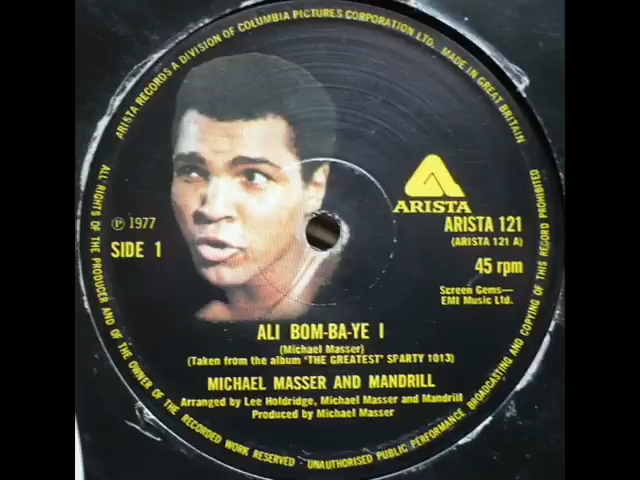 ARISTA RECORDS A DIVISION OF COLUMBIA PICTURES CORPORATION LTD. MADE IN GREAT BRITAIN
ARISTA
ARISTA 121
(ARISTA 121 A)
℗ 1977
SIDE 1
45 rpm
Screen Gems—
EMI Music Ltd.
ALI BOM-BA-YE I
(Michael Masser)
(Taken from the album "THE GREATEST" SPARTY 1013)
MICHAEL MASSER AND MANDRILL
Arranged by Lee Holdridge, Michael Masser and Mandrill
Produced by Michael Masser
ALL RIGHTS OF THE PRODUCER AND OF THE OWNER OF THE RECORDED WORK RESERVED - UNAUTHORISED PUBLIC PERFORMANCE, BROADCASTING AND COPYING OF THIS RECORD PROHIBITED